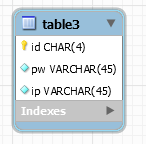 table3
id CHAR(4)
pw VARCHAR(45)
ip VARCHAR(45)
Indexes